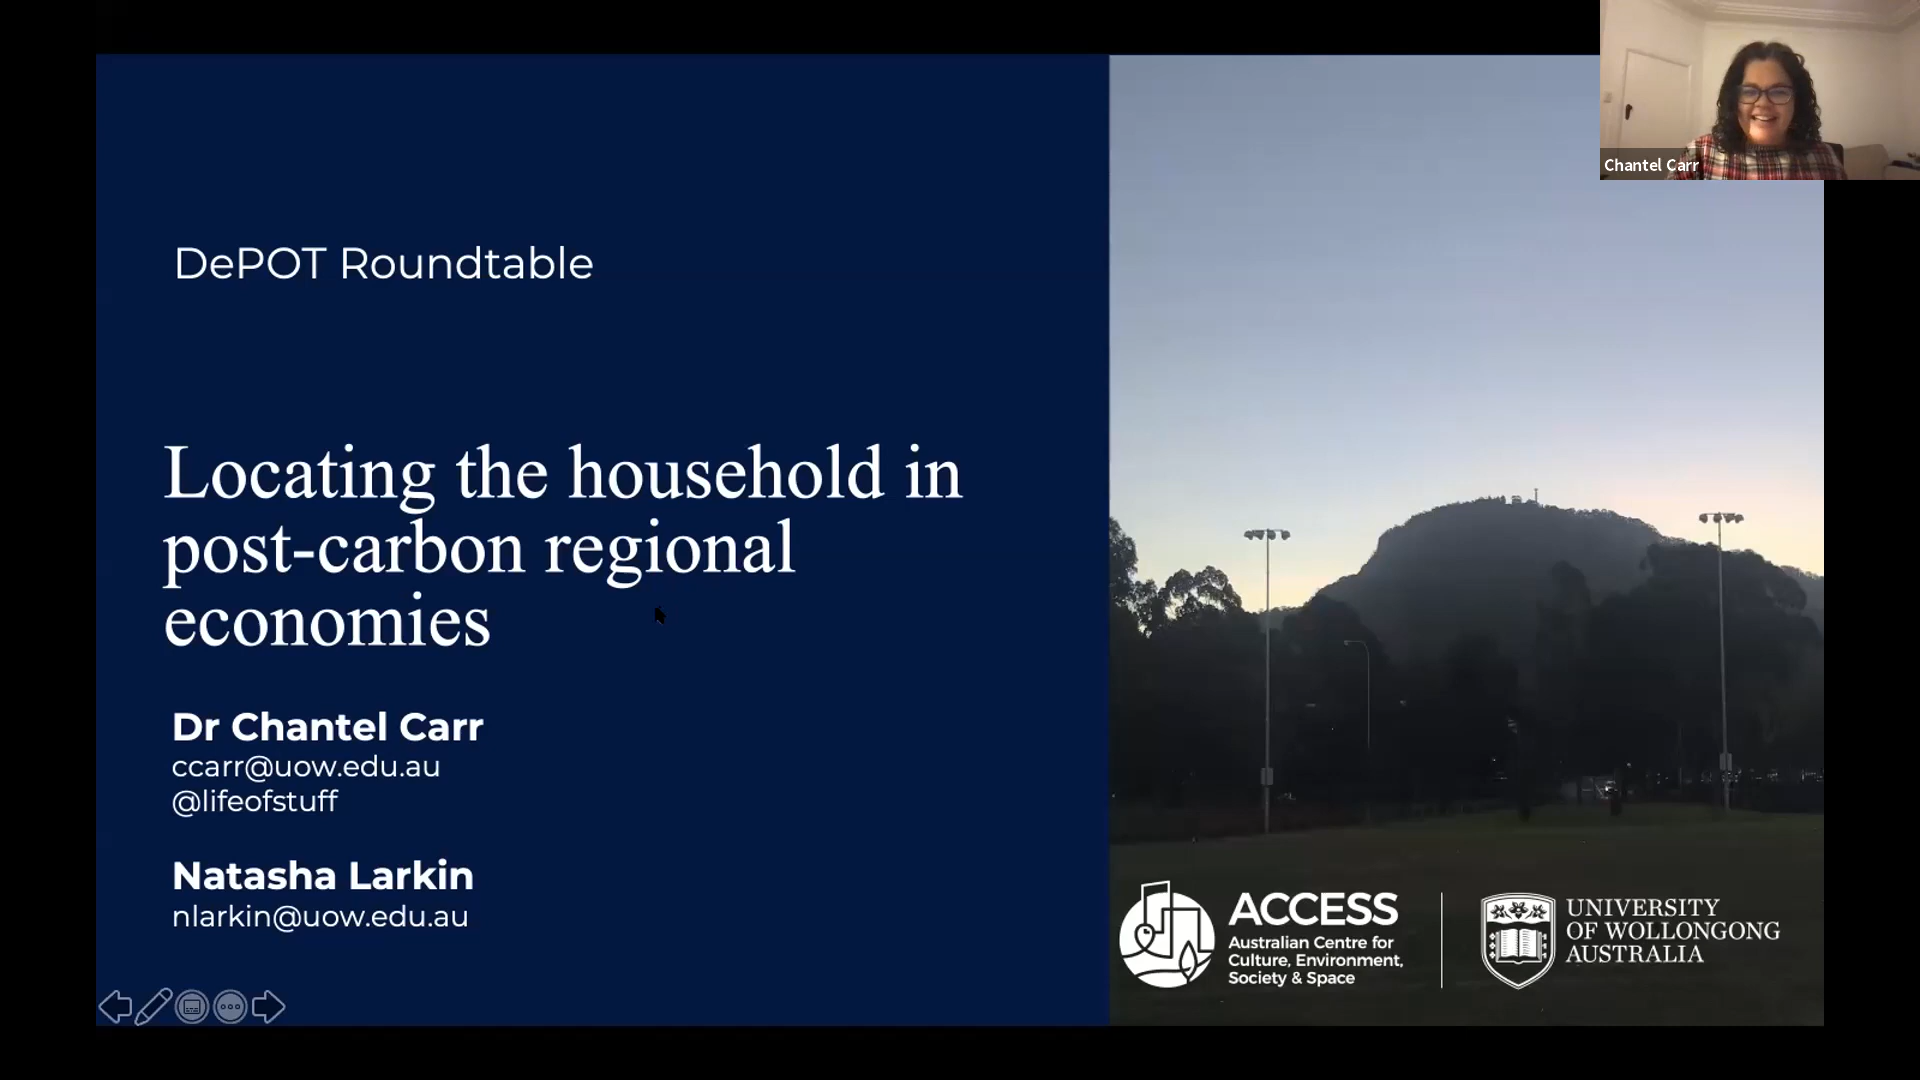 Chantel Carr
DePOT Roundtable
Locating the household in
post-carbon regional
economies
Dr Chantel Carr
ccarr@uow.edu.au
@lifeofstuff
Natasha Larkin
nlarkin@uow.edu.au
ACCESS
Australian Centre for
Culture, Environment,
Society & Space
UNIVERSITY
OF WOLLONGONG
AUSTRALIA